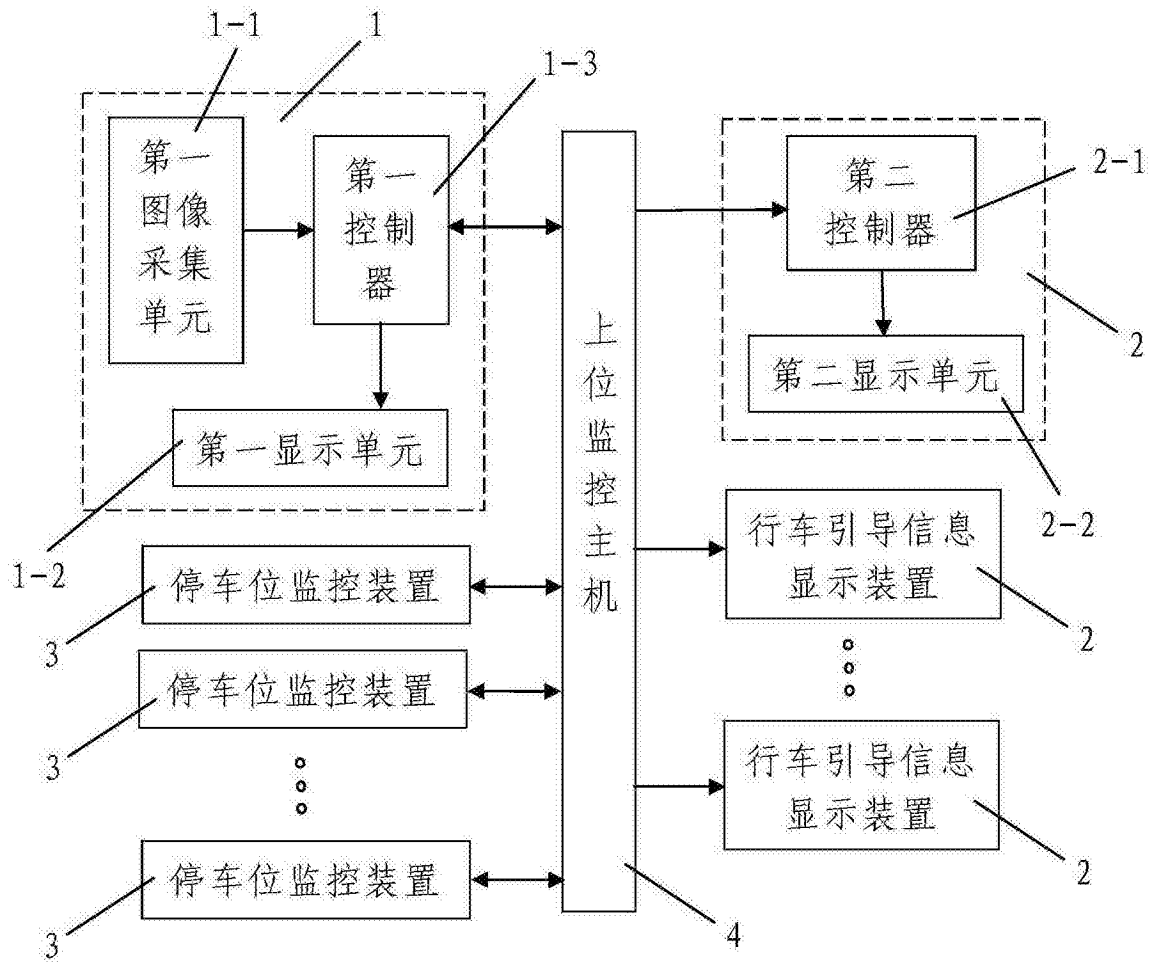 1-1
1
1-3
第一
图像
采集
单元
第一
控制
器
第一显示单元
1-2
停车位监控装置
3
停车位监控装置
3
停车位监控装置
3
上位监控主机
4
第二
控制器
2-1
2
第二显示单元
2-2
行车引导信息
显示装置
2
行车引导信息
显示装置
2